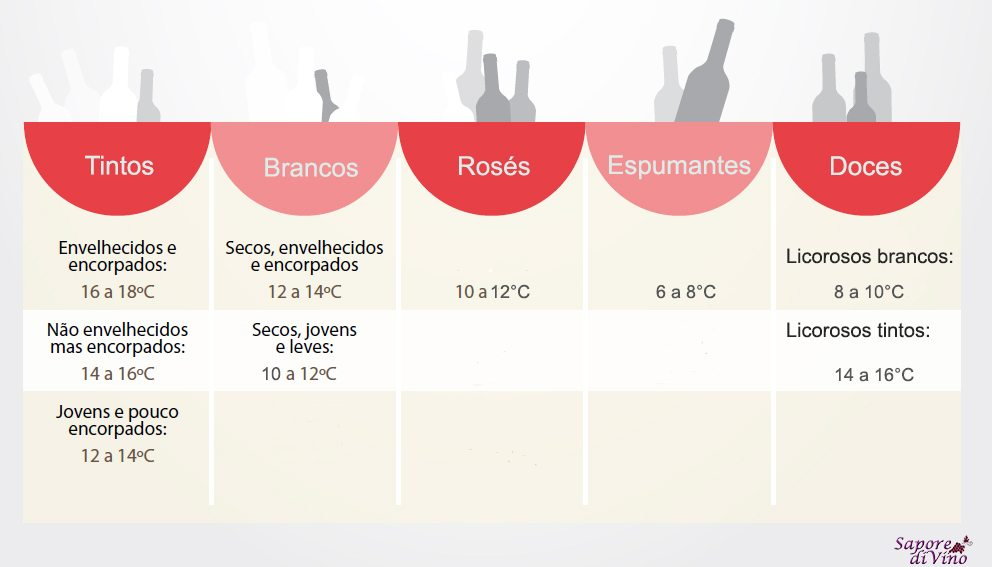 Tintos
Brancos
Rosés
Espumantes
Doces
Envelhecidos e
encorpados:
16 a 18ºC
Secos, envelhecidos
e encorpados
12 a 14ºC
10 a 12°C
6 a 8°C
Licorosos brancos:
8 a 10°C
Não envelhecidos
mas encorpados:
14 a 16ºC
Secos, jovens
e leves:
10 a 12ºC
Licorosos tintos:
14 a 16°C
Jovens e pouco
encorpados:
12 a 14ºC
Sapore
di Vino